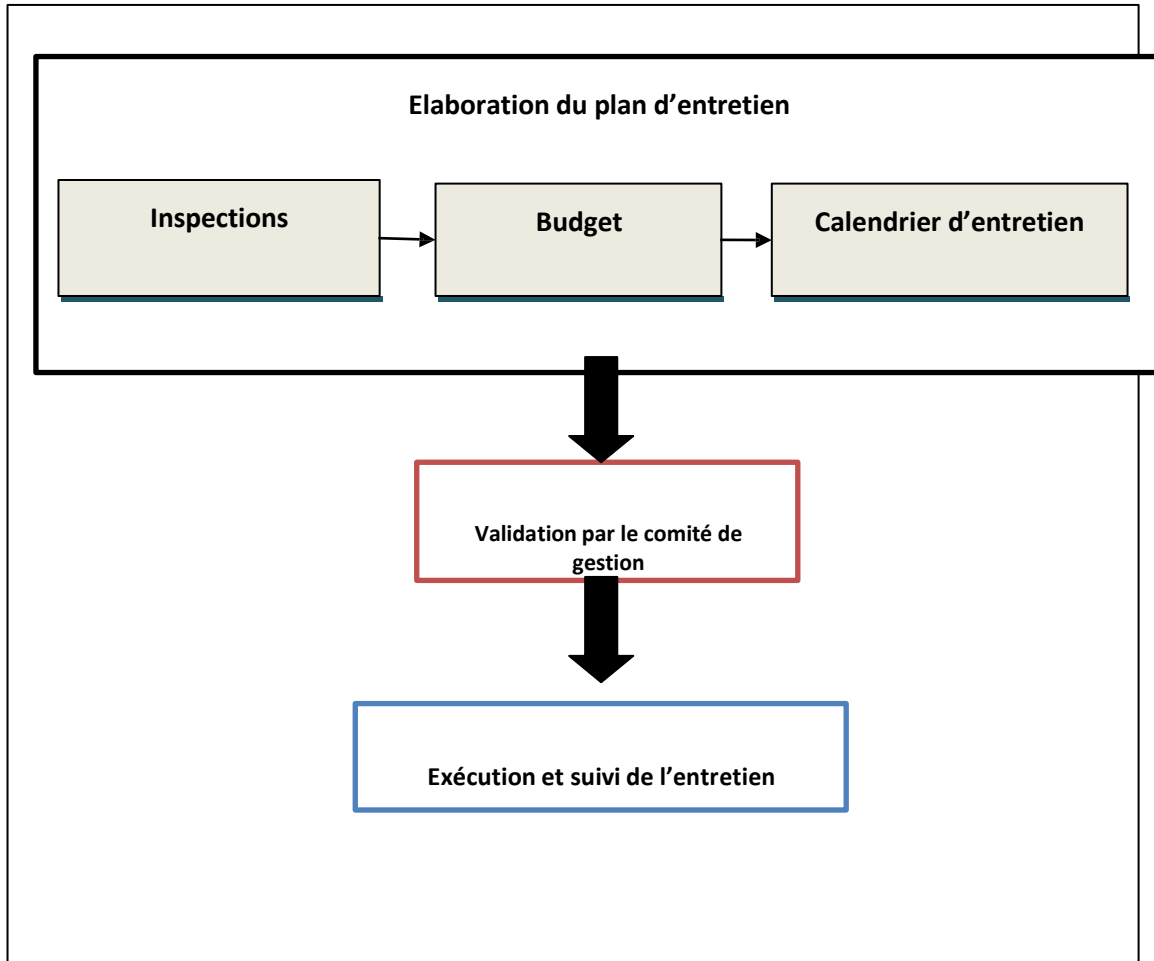 Elaboration du plan d’entretien
Inspections
Budget
Calendrier d’entretien
Validation par le comité de
gestion
Exécution et suivi de l’entretien